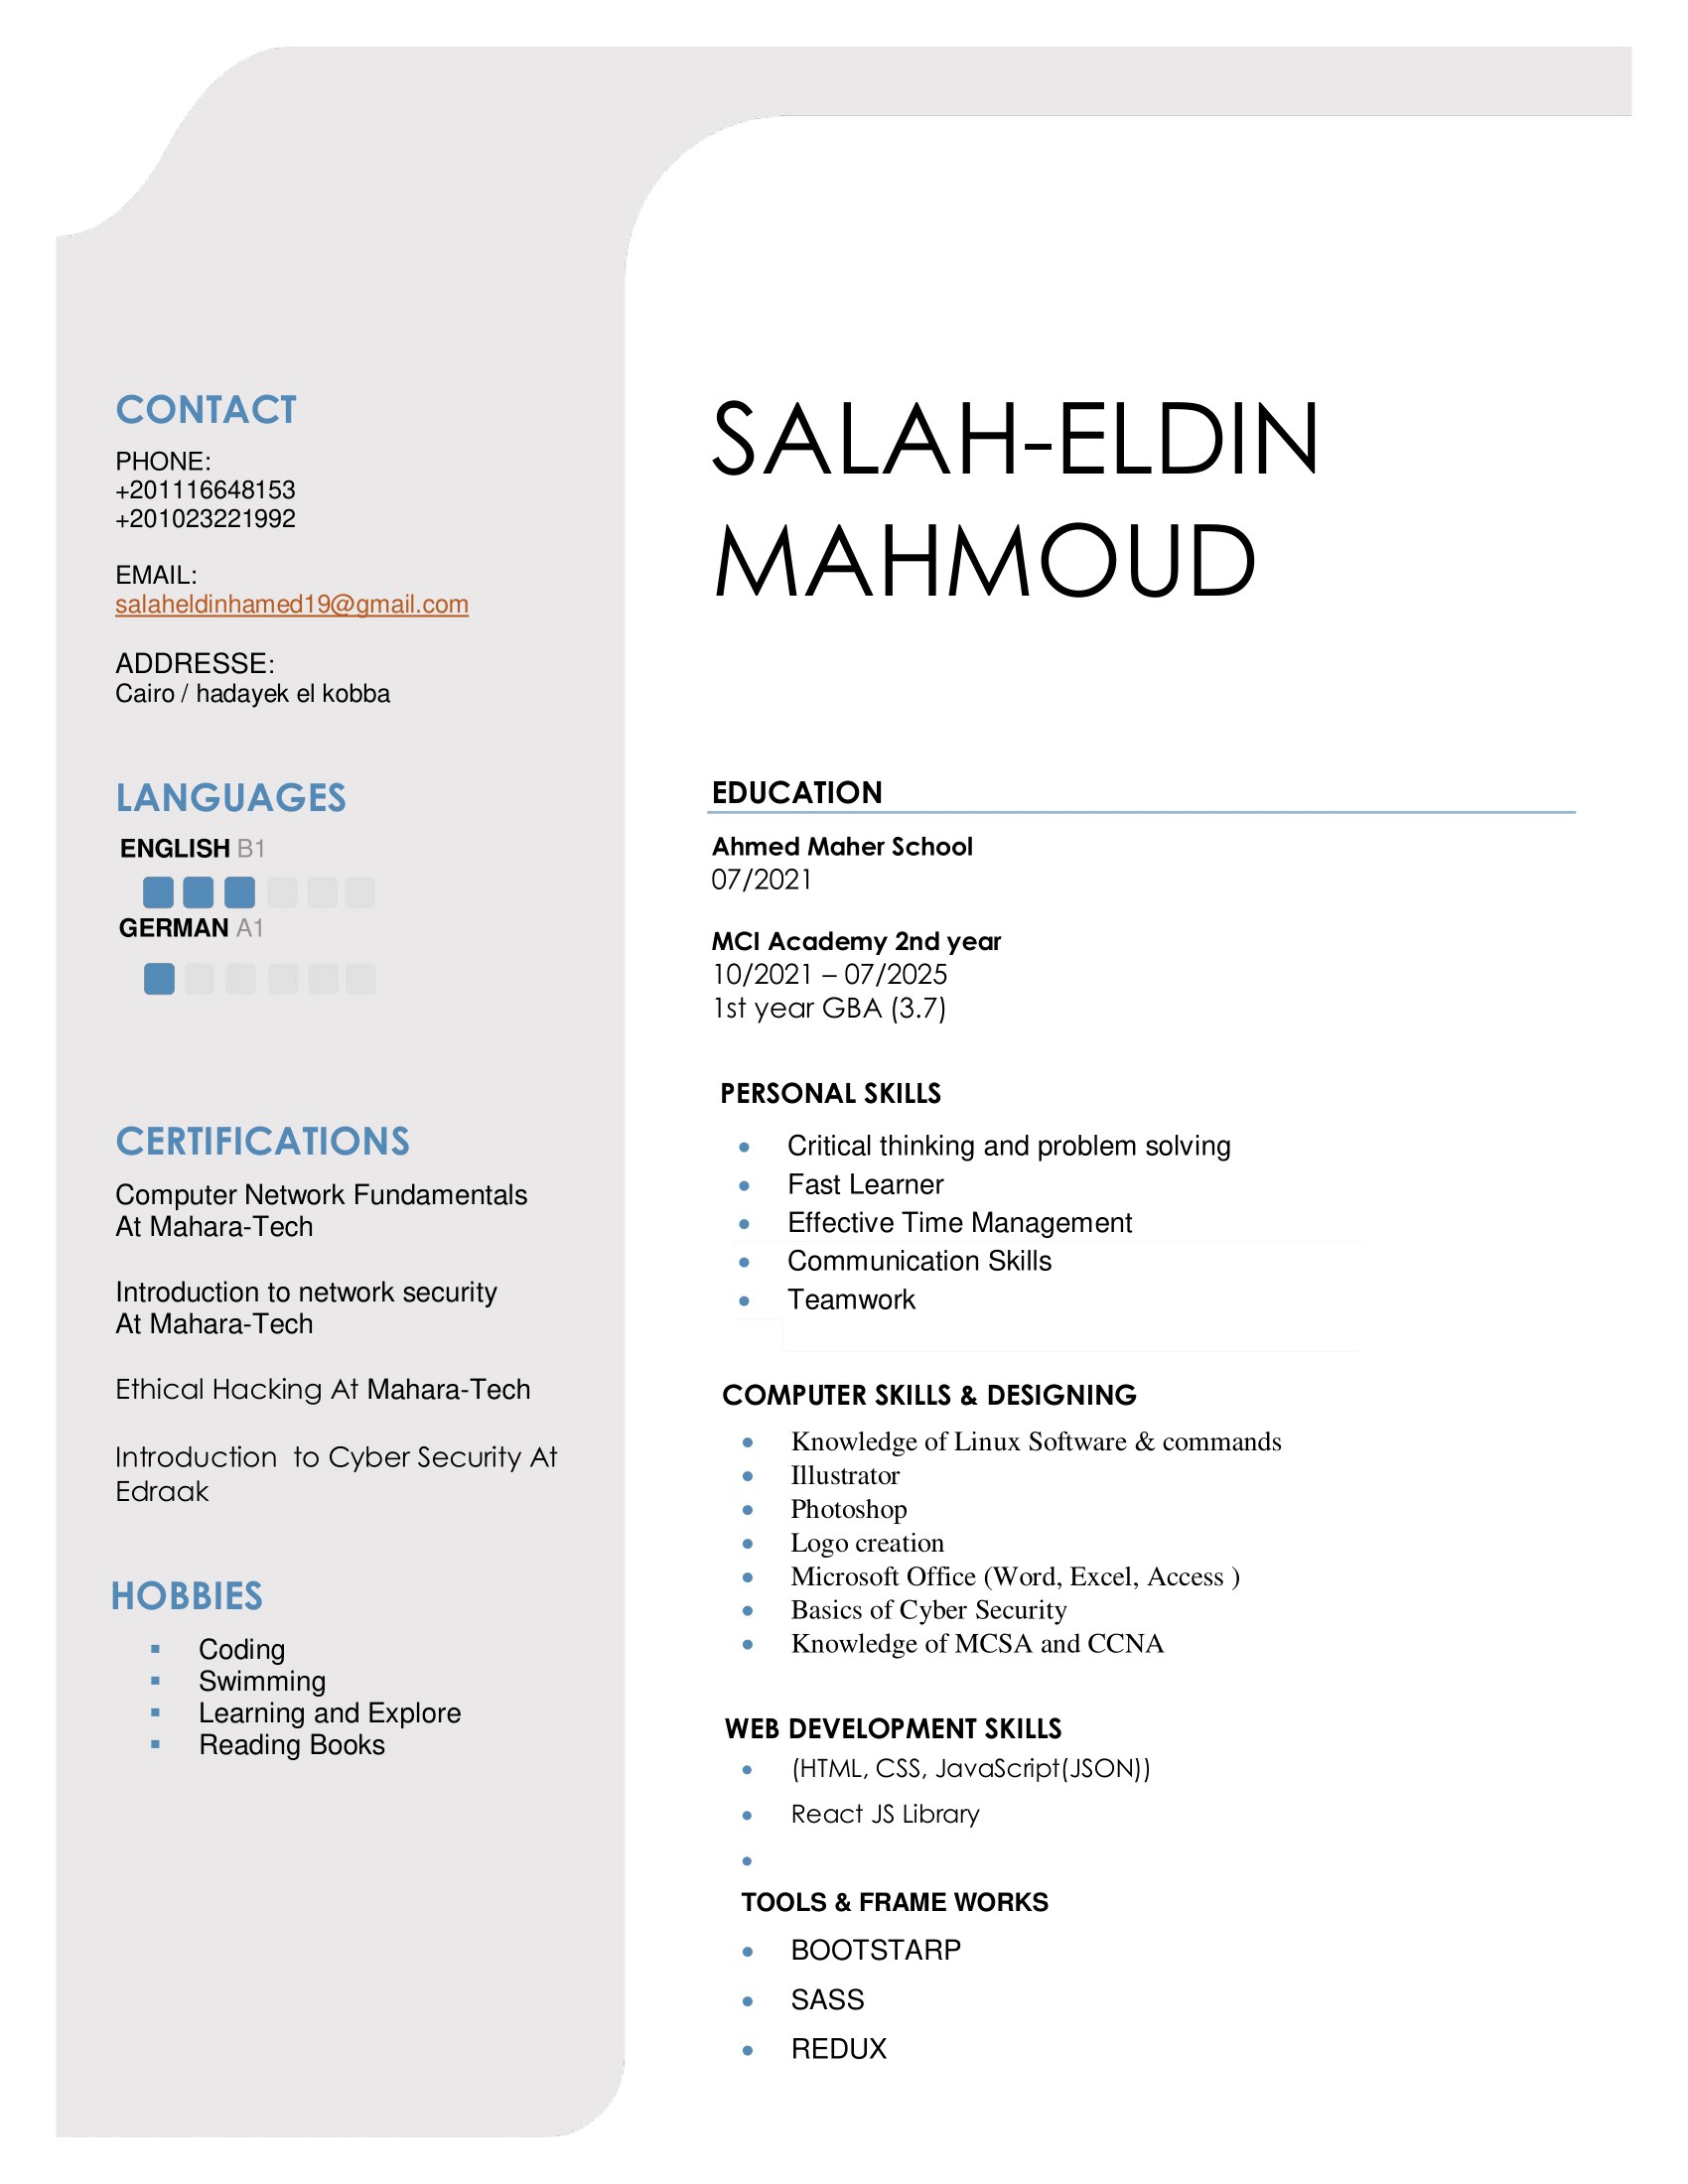 CONTACT
PHONE:
+201116648153
+201023221992
EMAIL:
salaheldinhamed19@gmail.com
ADDRESSE:
Cairo / hadayek el kobba
LANGUAGES
ENGLISH B1
GERMAN A1
CERTIFICATIONS
Computer Network Fundamentals
At Mahara-Tech
Introduction to network security
At Mahara-Tech
Ethical Hacking At Mahara-Tech
Introduction to Cyber Security At
Edraak
HOBBIES
Coding
Swimming
Learning and Explore
Reading Books
SALAH-ELDIN
MAHMOUD
EDUCATION
Ahmed Maher School
07/2021
MCI Academy 2nd year
10/2021 – 07/2025
1st year GBA (3.7)
PERSONAL SKILLS
• Critical thinking and problem solving
• Fast Learner
• Effective Time Management
• Communication Skills
• Teamwork
COMPUTER SKILLS & DESIGNING
• Knowledge of Linux Software & commands
• Illustrator
• Photoshop
• Logo creation
• Microsoft Office (Word, Excel, Access )
• Basics of Cyber Security
• Knowledge of MCSA and CCNA
WEB DEVELOPMENT SKILLS
• (HTML, CSS, JavaScript(JSON))
• React JS Library
•
TOOLS & FRAME WORKS
• BOOTSTARP
• SASS
• REDUX